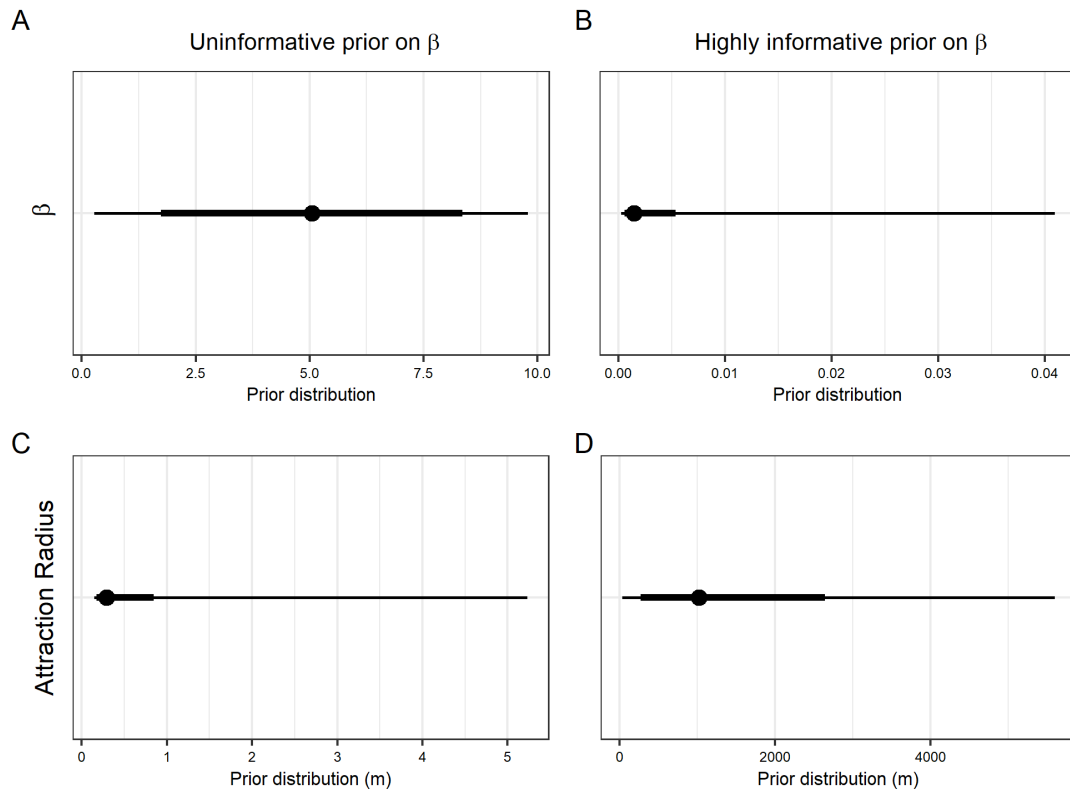 A
Uninformative prior on β
B
Highly informative prior on β
β
0.0 2.5 5.0 7.5 10.0
Prior distribution
0.00 0.01 0.02 0.03 0.04
Prior distribution
C
D
Attraction Radius
0 1 2 3 4 5
Prior distribution (m)
0 2000 4000
Prior distribution (m)